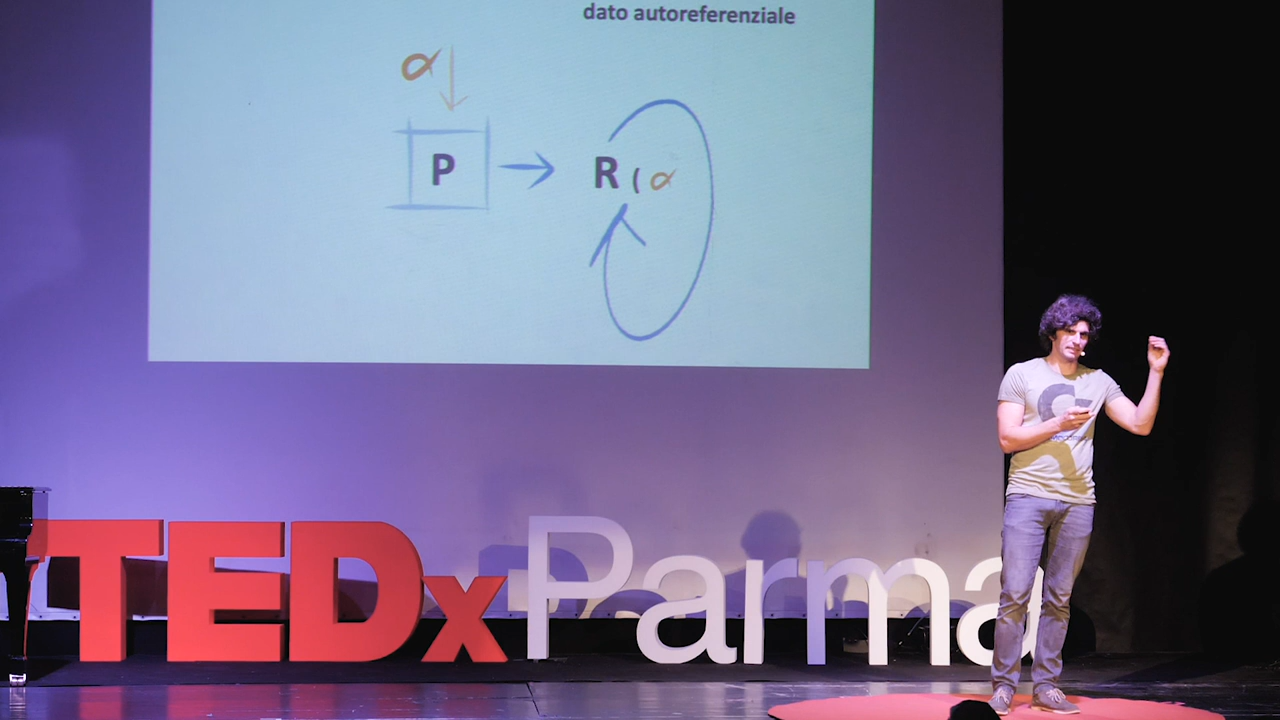 dato autoreferenziale
α
P → R ( α
TEDxParma